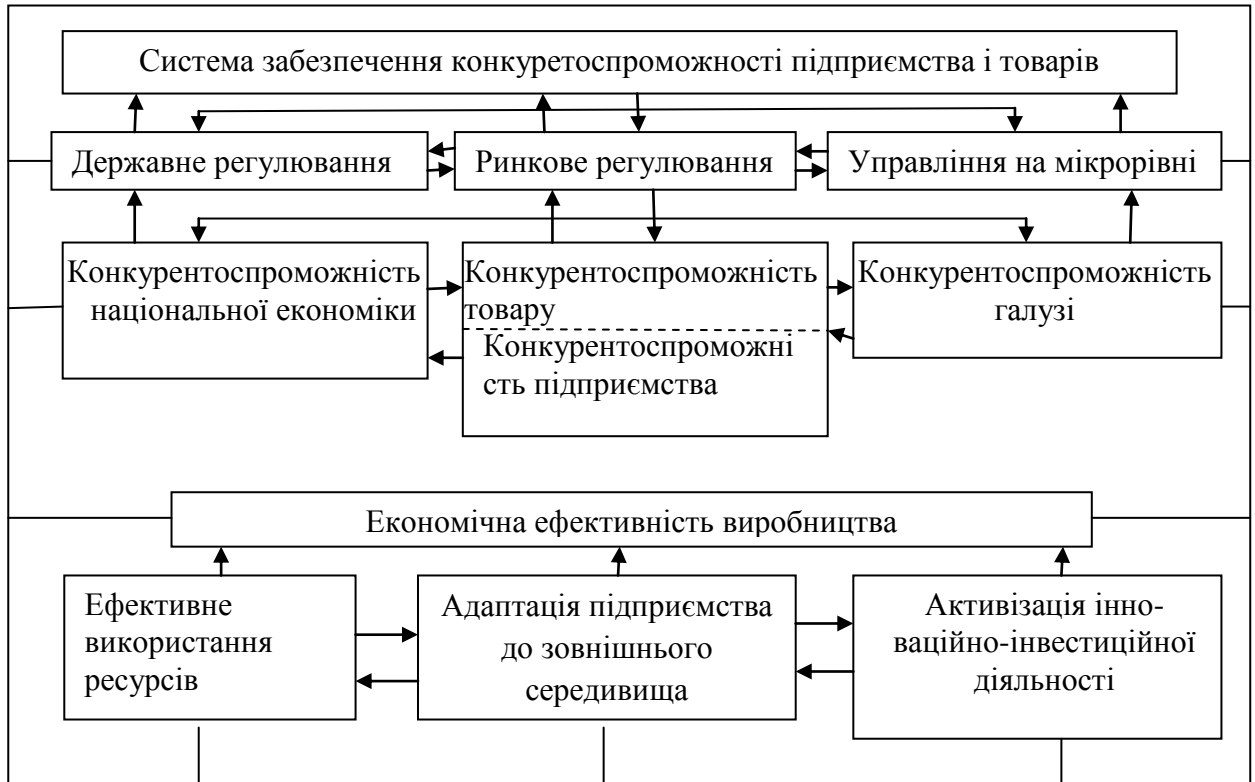 Система забезпечення конкуретоспроможності підприємства і товарів
Державне регулювання
Ринкове регулювання
Управління на мікрорівні
Конкурентоспроможність
національної економіки
Конкурентоспроможність
товару
Конкурентоспроможні
сть підприємства
Конкурентоспроможність
галузі
Економічна ефективність виробництва
Ефективне
використання
ресурсів
Адаптація підприємства
до зовнішнього
середивища
Активізація інно-
ваційно-інвестиційної
діяльності